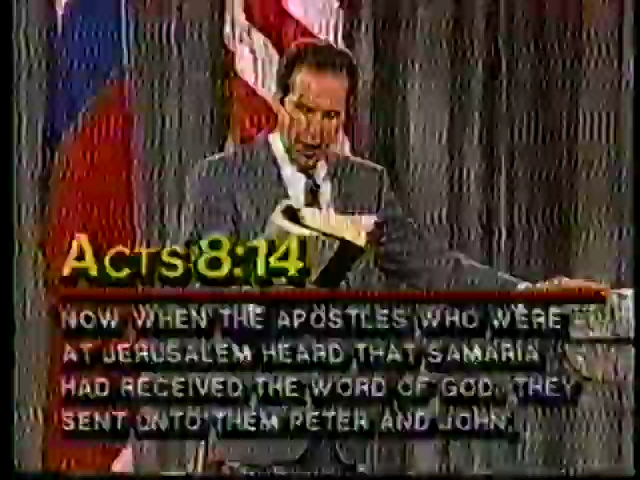 ACTS 8:14
NOW WHEN THE APOSTLES WHO WERE
AT JERUSALEM HEARD THAT SAMARIA
HAD RECEIVED THE WORD OF GOD, THEY
SENT UNTO THEM PETER AND JOHN,